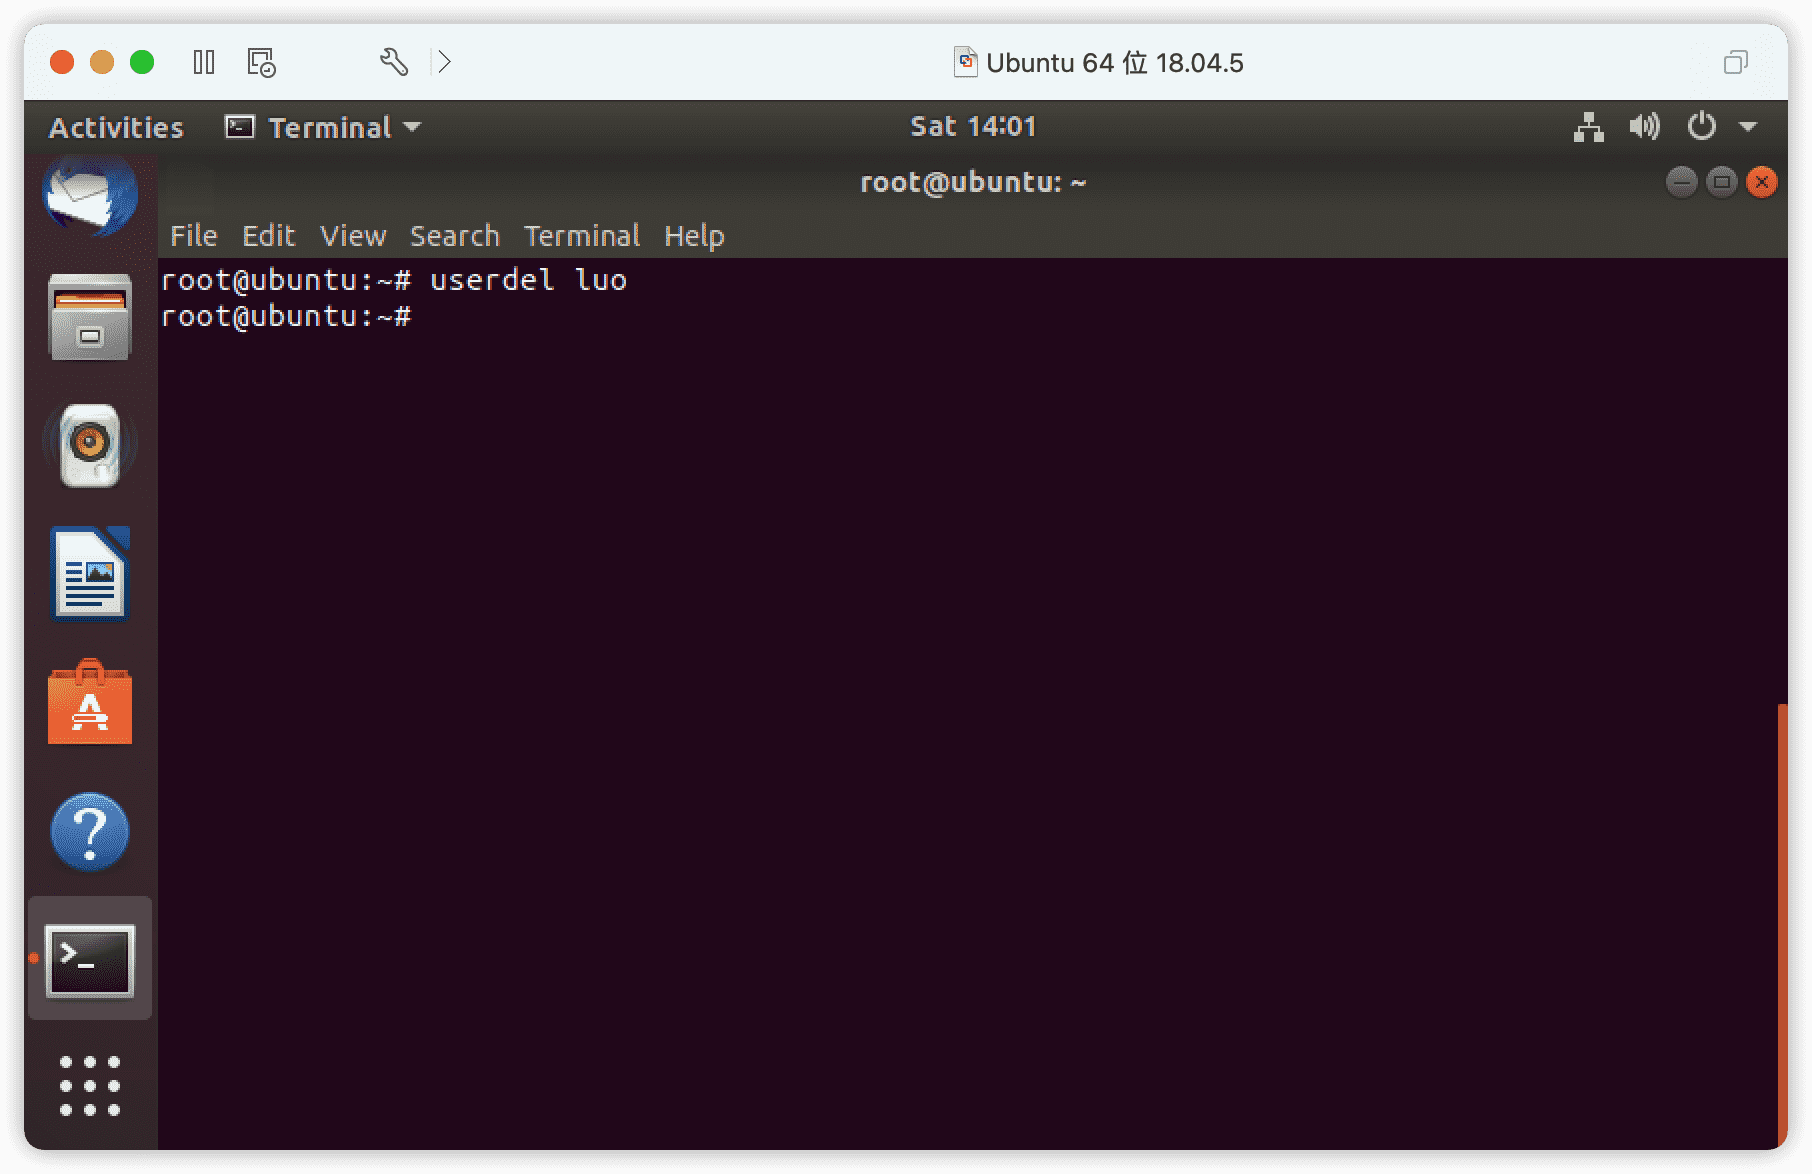 Ubuntu 64 位 18.04.5
Activities Terminal Sat 14:01
root@ubuntu: ~
File Edit View Search Terminal Help
root@ubuntu:~# userdel luo
root@ubuntu:~#